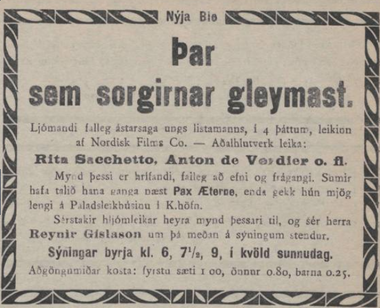 Nýja Bíó
Þar
sem sorgirnar gleymast.
Ljómandi falleg ástarsaga ungs listamanns, í 4 þáttum, leikin
af Nordisk Films Co. — Aðalhlutverk leika:
Rita Sacchetto, Anton de Verdier o. fl.
Mynd þessi er hrífandi, falleg að efni og frágangi. Sumir
hafa talið hana ganga næst Pax Æterne, enda gekk hún mjög
lengi á Paladsleikhúsinu í K.höfn.
Sérstakir hljómleikar heyra mynd þessari til, og sér herra
Reynir Gíslason um þá meðan á sýningum stendur.
Sýningar byrja kl. 6, 7½, 9, í kvöld sunnudag.
Aðgöngumiðar kosta: fyrstu sæti 1 00, önnur 0.80, barna 0.25.